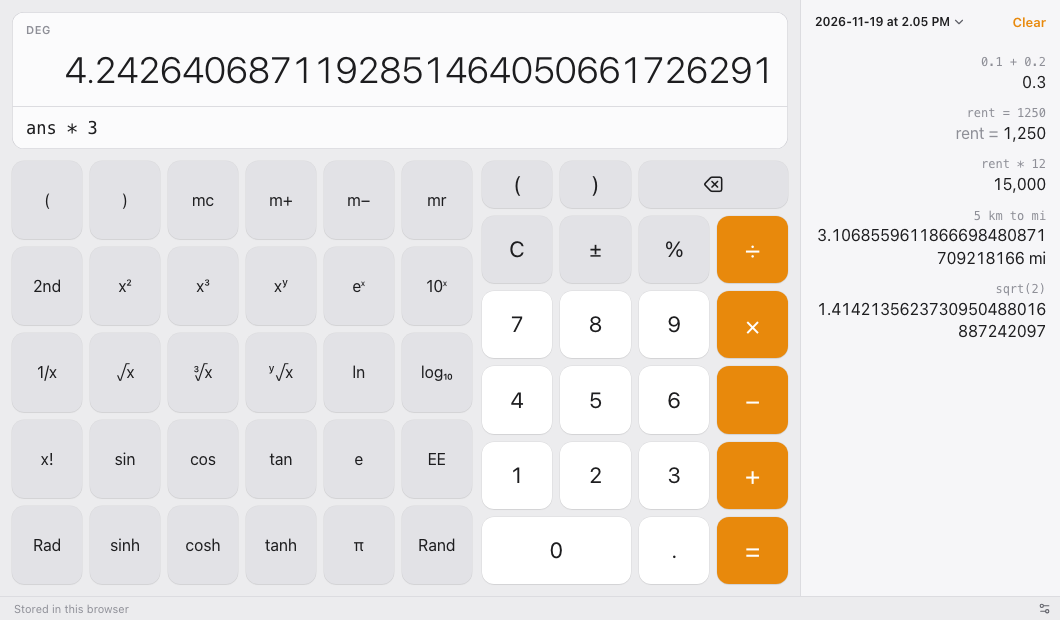 DEG
4.242640687119285146405066172629​1
ans * 3
( ) mc m+ m− mr
2nd x² x³ xʸ eˣ 10ˣ
1/x √x ³√x ʸ√x ln log₁₀
x! sin cos tan e EE
Rad sinh cosh tanh π Rand
( )
C ± % ÷
7 8 9 ×
4 5 6 −
1 2 3 +
0 . =
2026-11-19 at 2.05 PM Clear
0.1 + 0.2
0.3
rent = 1250
rent = 1,250
rent * 12
15,000
5 km to mi
3.1068559611866698480871
709218166 mi
sqrt(2)
1.4142135623730950488016
887242097
Stored in this browser